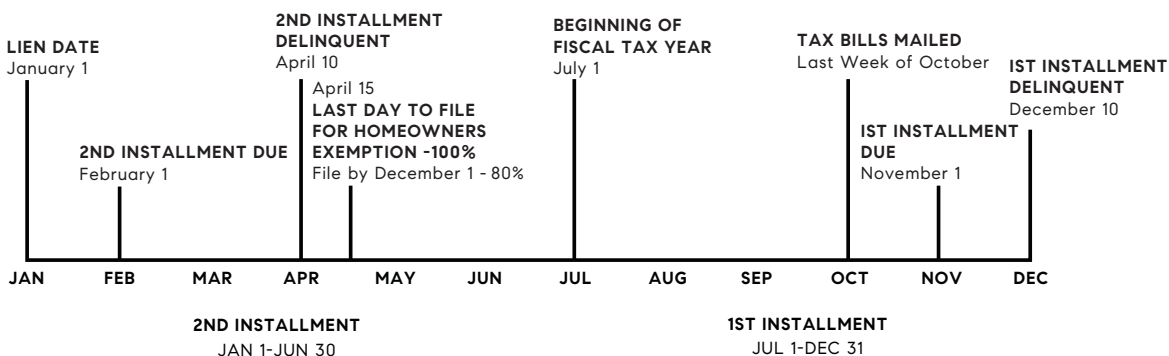 LIEN DATE
January 1
2ND INSTALLMENT DUE
February 1
2ND INSTALLMENT
DELINQUENT
April 10
April 15
LAST DAY TO FILE
FOR HOMEOWNERS
EXEMPTION -100%
File by December 1 - 80%
BEGINNING OF
FISCAL TAX YEAR
July 1
TAX BILLS MAILED
Last Week of October
IST INSTALLMENT
DUE
November 1
IST INSTALLMENT
DELINQUENT
December 10
JAN FEB MAR APR MAY JUN JUL AUG SEP OCT NOV DEC
2ND INSTALLMENT
JAN 1-JUN 30
1ST INSTALLMENT
JUL 1-DEC 31